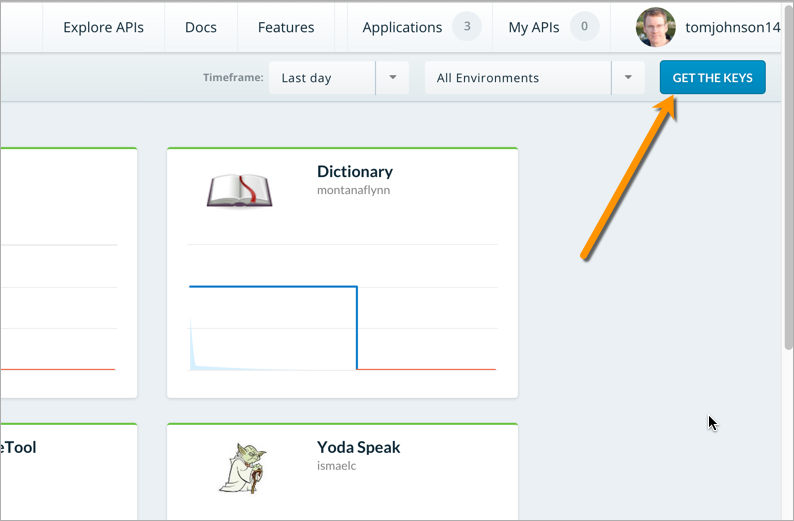 Explore APIs Docs Features Applications 3 My APIs 0 tomjohnson14
Timeframe: Last day All Environments GET THE KEYS
Dictionary
montanaflynn
eTool Yoda Speak
ismaelc